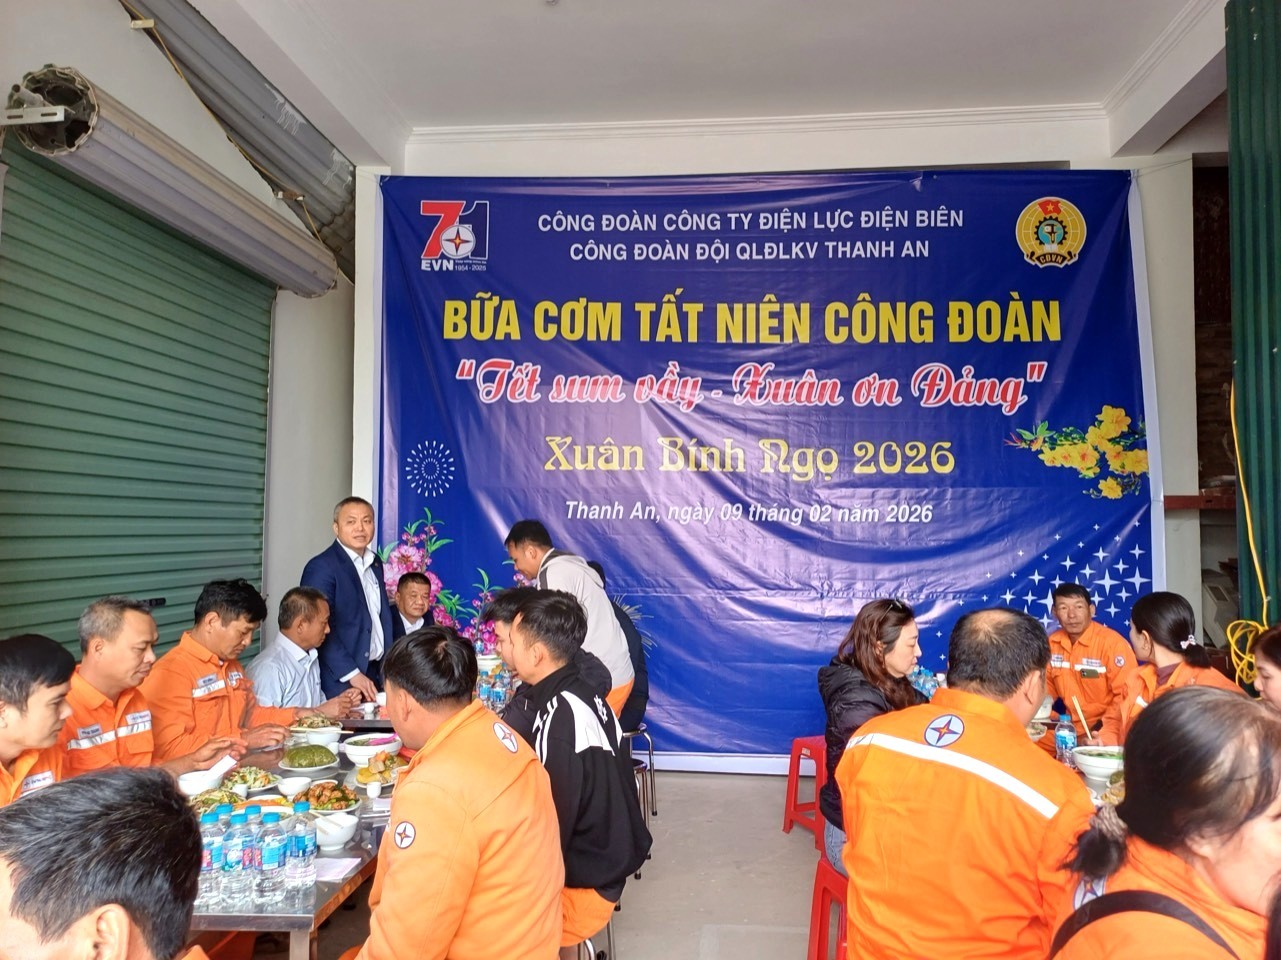 71
EVN 1954-2025
CÔNG ĐOÀN CÔNG TY ĐIỆN LỰC ĐIỆN BIÊN
CÔNG ĐOÀN ĐỘI QLĐLKV THANH AN
CĐVN
BỮA CƠM TẤT NIÊN CÔNG ĐOÀN
"Tết sum vầy - Xuân ơn Đảng"
Xuân Bính Ngọ 2026
Thanh An, ngày 09 tháng 02 năm 2026